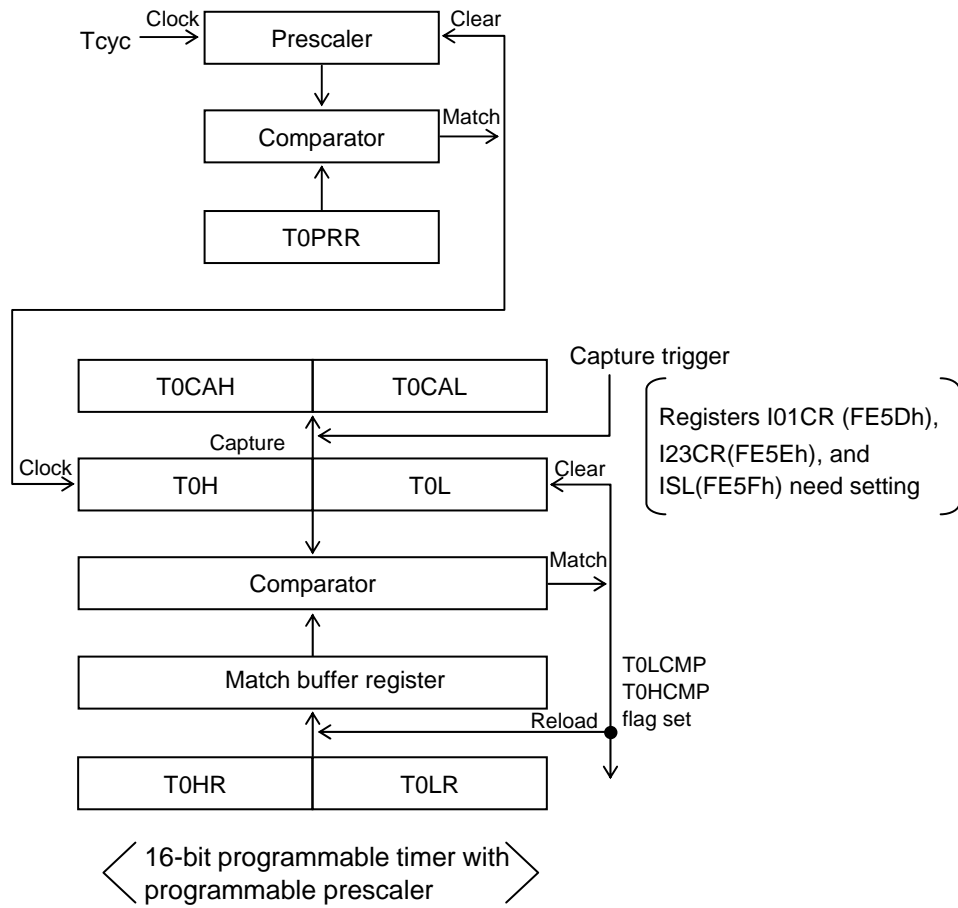 Clock
Clear
Tcyc
Prescaler
Match
Comparator
T0PRR
Capture trigger
T0CAH
T0CAL
Registers I01CR (FE5Dh),
I23CR(FE5Eh), and
ISL(FE5Fh) need setting
Capture
Clock
T0H
T0L
Clear
Match
Comparator
T0LCMP
T0HCMP
flag set
Match buffer register
Reload
T0HR
T0LR
16-bit programmable timer with
programmable prescaler